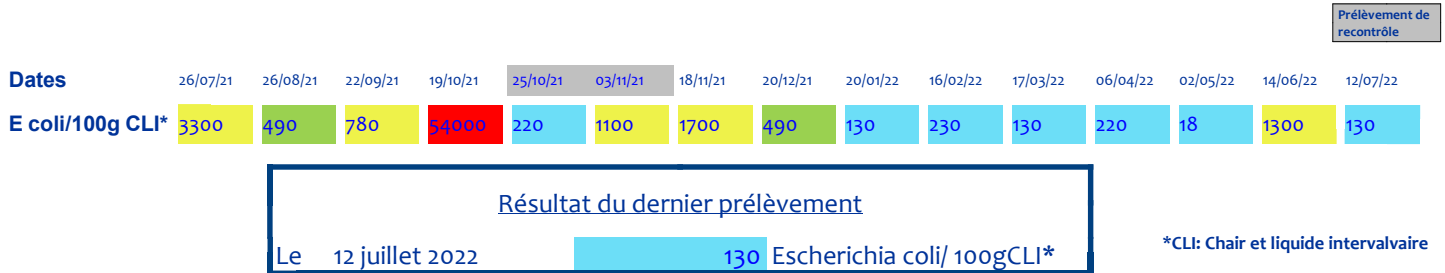 Prélèvement de
recontrôle
Dates 26/07/21 26/08/21 22/09/21 19/10/21 25/10/21 03/11/21 18/11/21 20/12/21 20/01/22 16/02/22 17/03/22 06/04/22 02/05/22 14/06/22 12/07/22
E coli/100g CLI* 3300 490 780 54000 220 1100 1700 490 130 230 130 220 18 1300 130
Résultat du dernier prélèvement
Le 12 juillet 2022 130 Escherichia coli/ 100gCLI*
*CLI: Chair et liquide intervalvaire